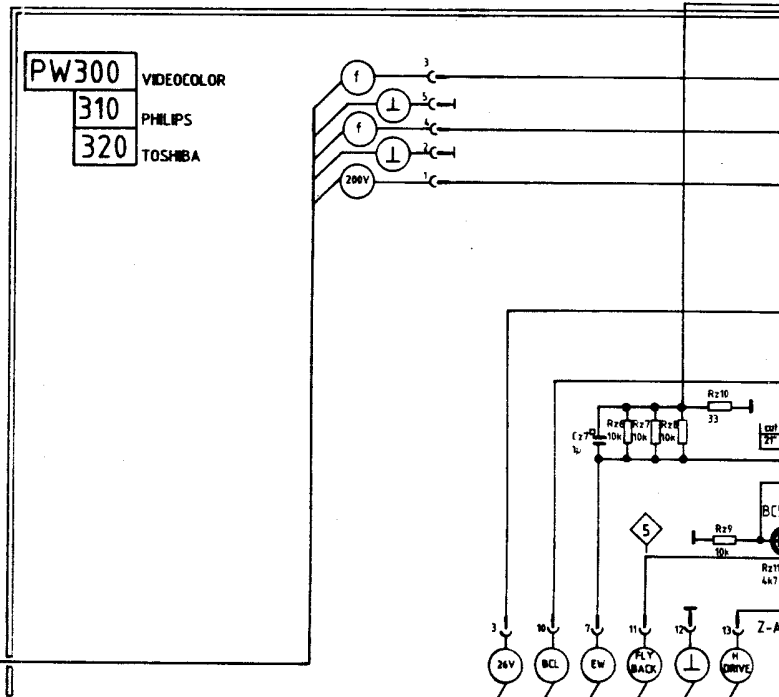 PW300 VIDEOCOLOR
310 PHILIPS
320 TOSHIBA
f 3
⊥ 5
f 4
⊥ 2
200V 1
Rz10
33
Rz6 Rz7 Rz8
10k 10k 10k
Cz7
1µ
5
Rz9
10k
Rz11
4k7
3 10 7 11 12 13
Z-A
26V BCL EW FLY BACK ⊥ H DRIVE